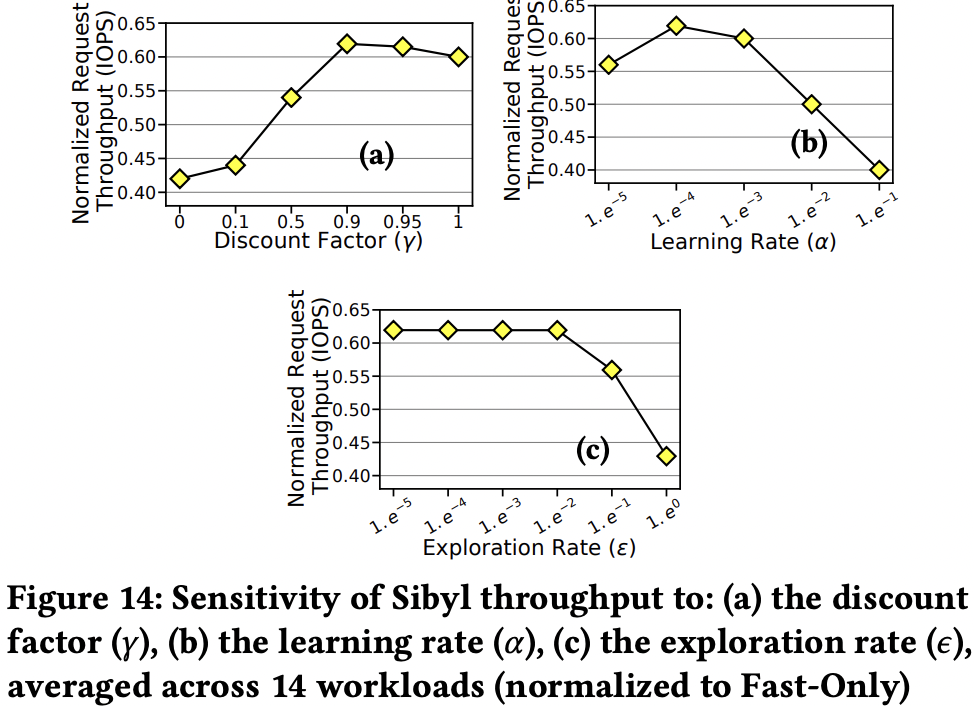 Normalized Request
Throughput (IOPS)
0.65
0.60
0.55
0.50
0.45
0.40
(a)
0 0.1 0.5 0.9 0.95 1
Discount Factor (γ)
Normalized Request
Throughput (IOPS)
0.65
0.60
0.55
0.50
0.45
0.40
(b)
1.e⁻⁵ 1.e⁻⁴ 1.e⁻³ 1.e⁻² 1.e⁻¹
Learning Rate (α)
Normalized Request
Throughput (IOPS)
0.65
0.60
0.55
0.50
0.45
0.40
(c)
1.e⁻⁵ 1.e⁻⁴ 1.e⁻³ 1.e⁻² 1.e⁻¹ 1.e⁰
Exploration Rate (ε)
Figure 14: Sensitivity of Sibyl throughput to: (a) the discount
factor (γ), (b) the learning rate (α), (c) the exploration rate (ϵ),
averaged across 14 workloads (normalized to Fast-Only)